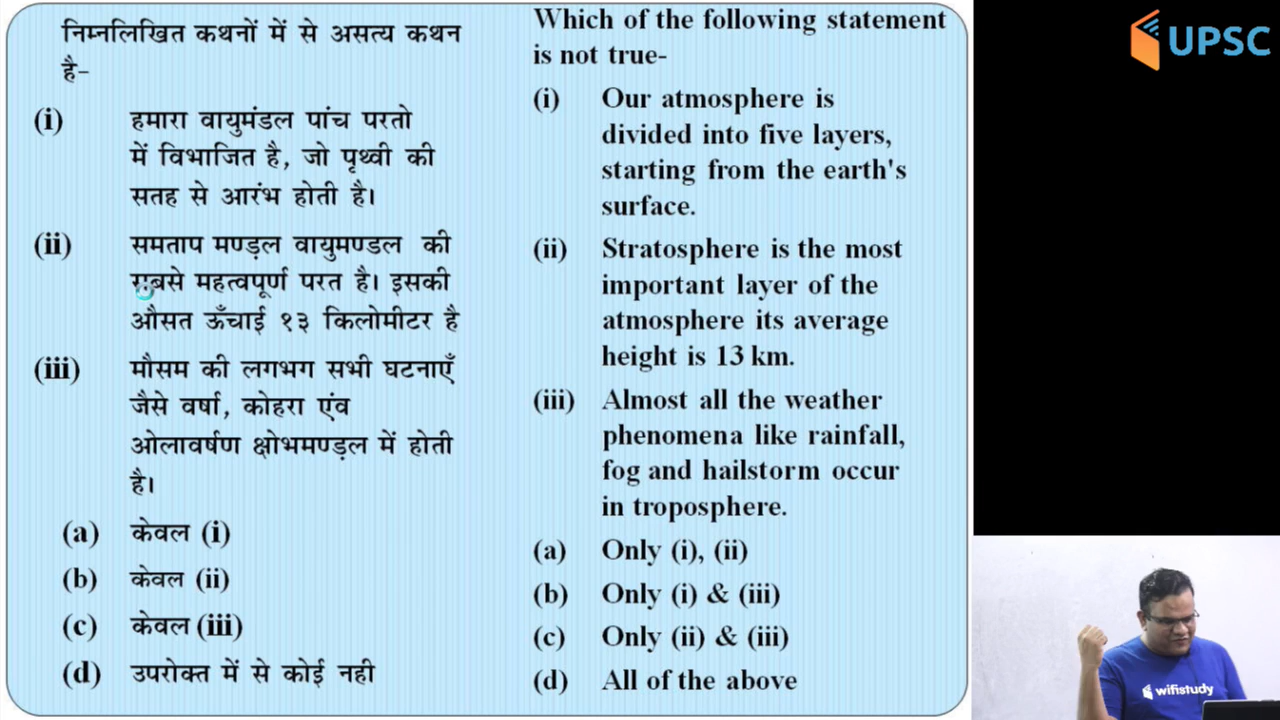 निम्नलिखित कथनों में से असत्य कथन
है-
(i) हमारा वायुमंडल पांच परतो
में विभाजित है, जो पृथ्वी की
सतह से आरंभ होती है।
(ii) समताप मण्ड़ल वायुमण्डल की
सबसे महत्वपूर्ण परत है। इसकी
औसत ऊँचाई १३ किलोमीटर है
(iii) मौसम की लगभग सभी घटनाएँ
जैसे वर्षा, कोहरा एंव
ओलावर्षण क्षोभमण्ड़ल में होती
है।
(a) केवल (i)
(b) केवल (ii)
(c) केवल (iii)
(d) उपरोक्त में से कोई नही
Which of the following statement
is not true-
(i) Our atmosphere is
divided into five layers,
starting from the earth's
surface.
(ii) Stratosphere is the most
important layer of the
atmosphere its average
height is 13 km.
(iii) Almost all the weather
phenomena like rainfall,
fog and hailstorm occur
in troposphere.
(a) Only (i), (ii)
(b) Only (i) & (iii)
(c) Only (ii) & (iii)
(d) All of the above
UPSC
wifistudy